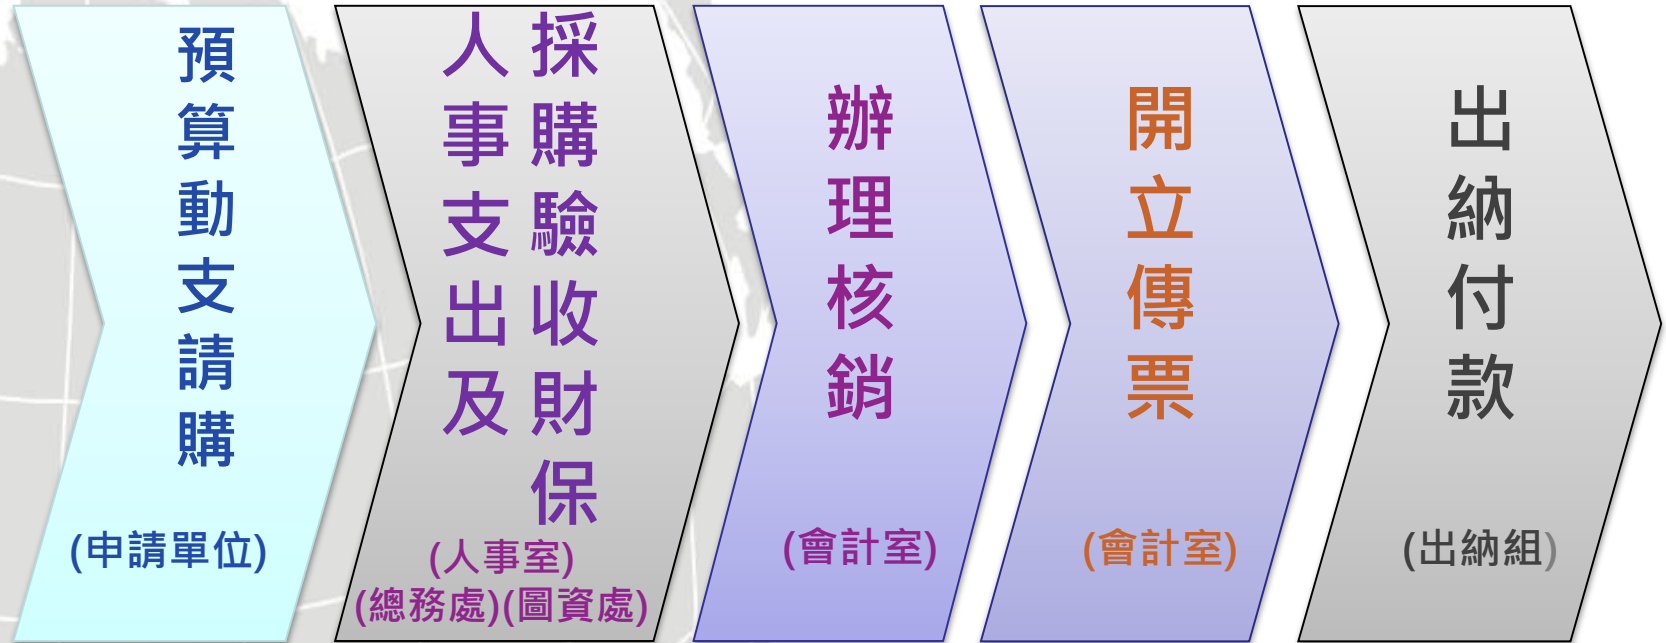 預算動支請購
(申請單位)
人事支出及
採購驗收財保
(人事室)
(總務處)(圖資處)
辦理核銷
(會計室)
開立傳票
(會計室)
出納付款
(出納組)